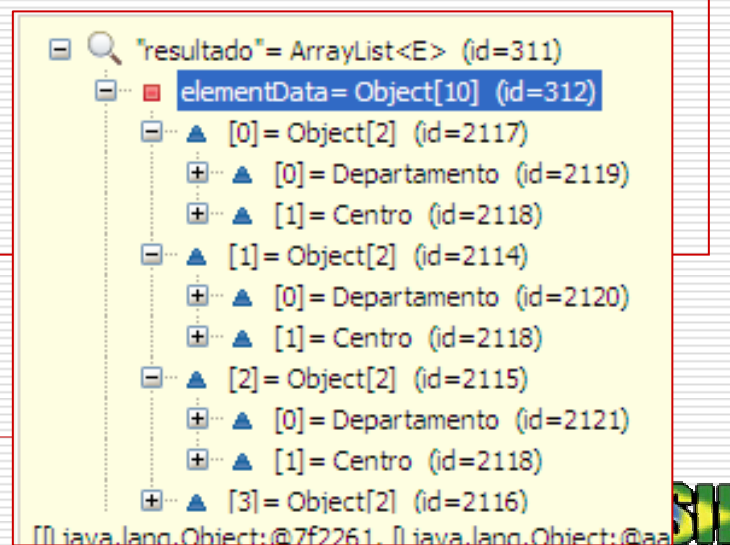 "resultado"= ArrayList<E> (id=311)
elementData= Object[10] (id=312)
[0]= Object[2] (id=2117)
[0]= Departamento (id=2119)
[1]= Centro (id=2118)
[1]= Object[2] (id=2114)
[0]= Departamento (id=2120)
[1]= Centro (id=2118)
[2]= Object[2] (id=2115)
[0]= Departamento (id=2121)
[1]= Centro (id=2118)
[3]= Object[2] (id=2116)
[[Ljava.lang.Object;@7f2261, [Ljava.lang.Object;@aa